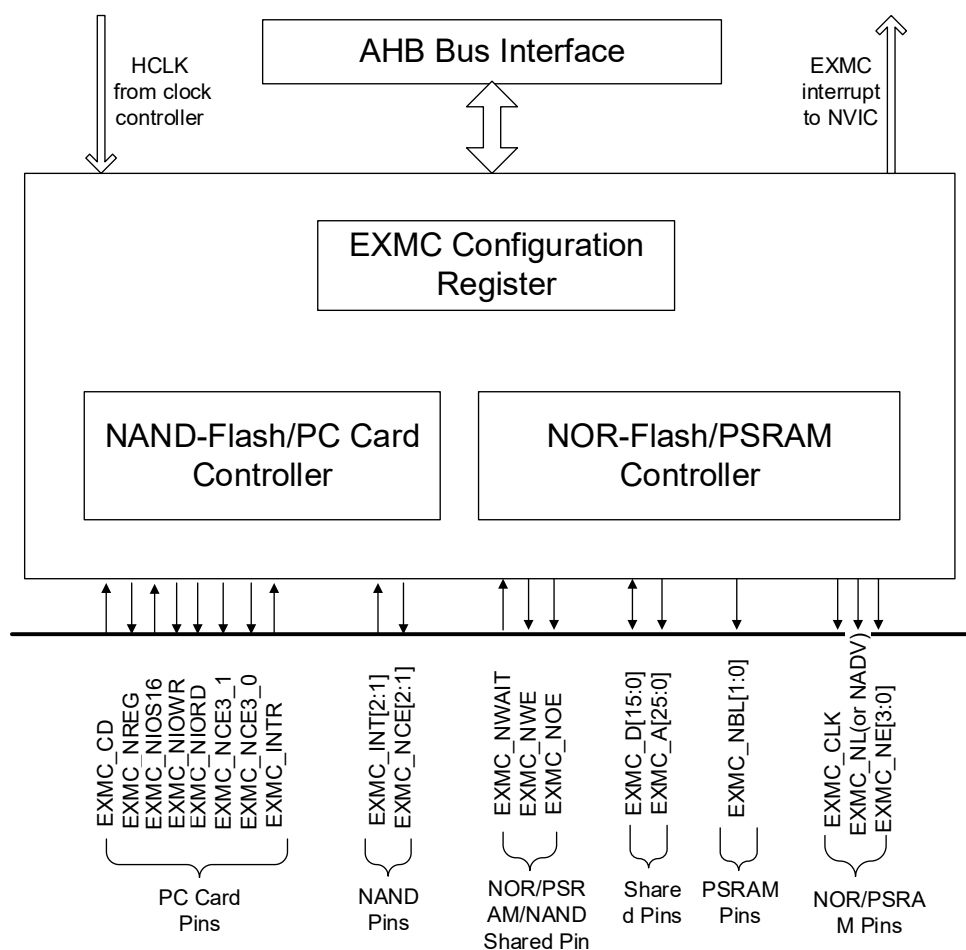 HCLK
from clock
controller
AHB Bus Interface
EXMC
interrupt
to NVIC
EXMC Configuration
Register
NAND-Flash/PC Card
Controller
NOR-Flash/PSRAM
Controller
EXMC_CD
EXMC_NREG
EXMC_NIOS16
EXMC_NIOWR
EXMC_NIORD
EXMC_NCE3_1
EXMC_NCE3_0
EXMC_INTR
EXMC_INT[2:1]
EXMC_NCE[2:1]
EXMC_NWAIT
EXMC_NWE
EXMC_NOE
EXMC_D[15:0]
EXMC_A[25:0]
EXMC_NBL[1:0]
EXMC_CLK
EXMC_NL(or NADV)
EXMC_NE[3:0]
PC Card
Pins
NAND
Pins
NOR/PSR
AM/NAND
Shared Pin
Share
d Pins
PSRAM
Pins
NOR/PSRA
M Pins